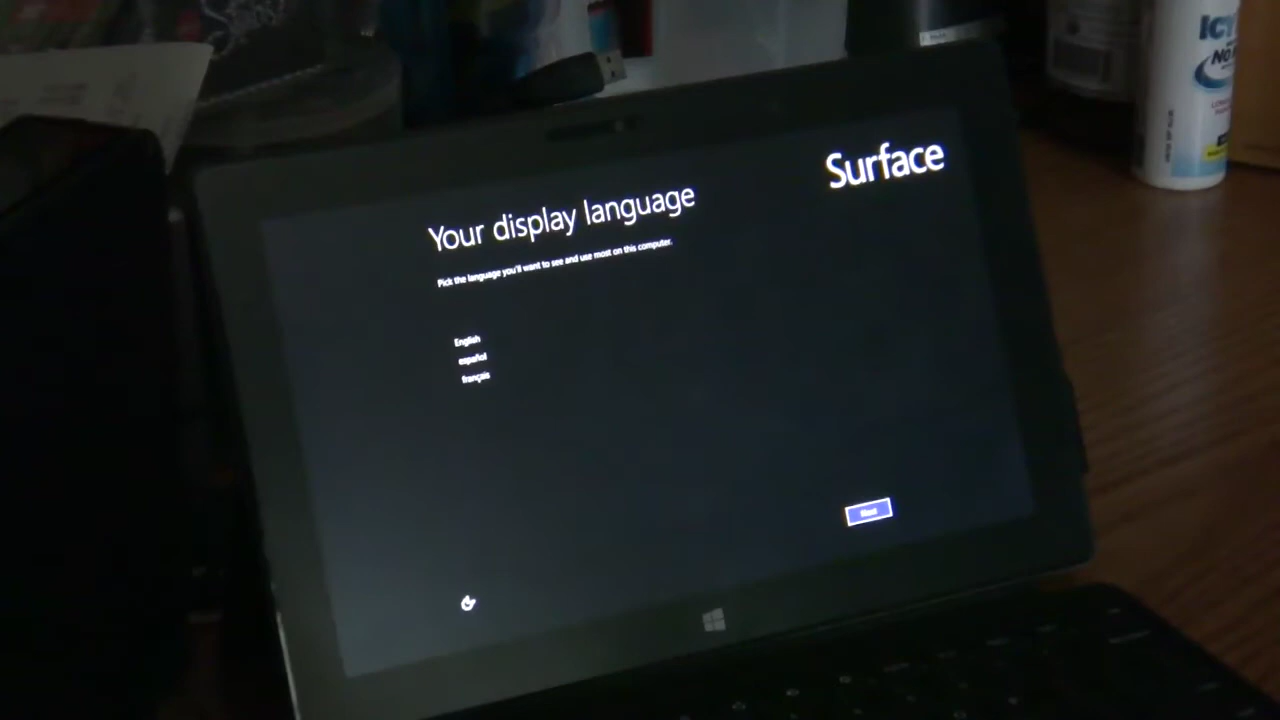 Surface
Your display language
Pick the language you'll want to see and use most on this computer.
English
español
français
Next
ICY
No